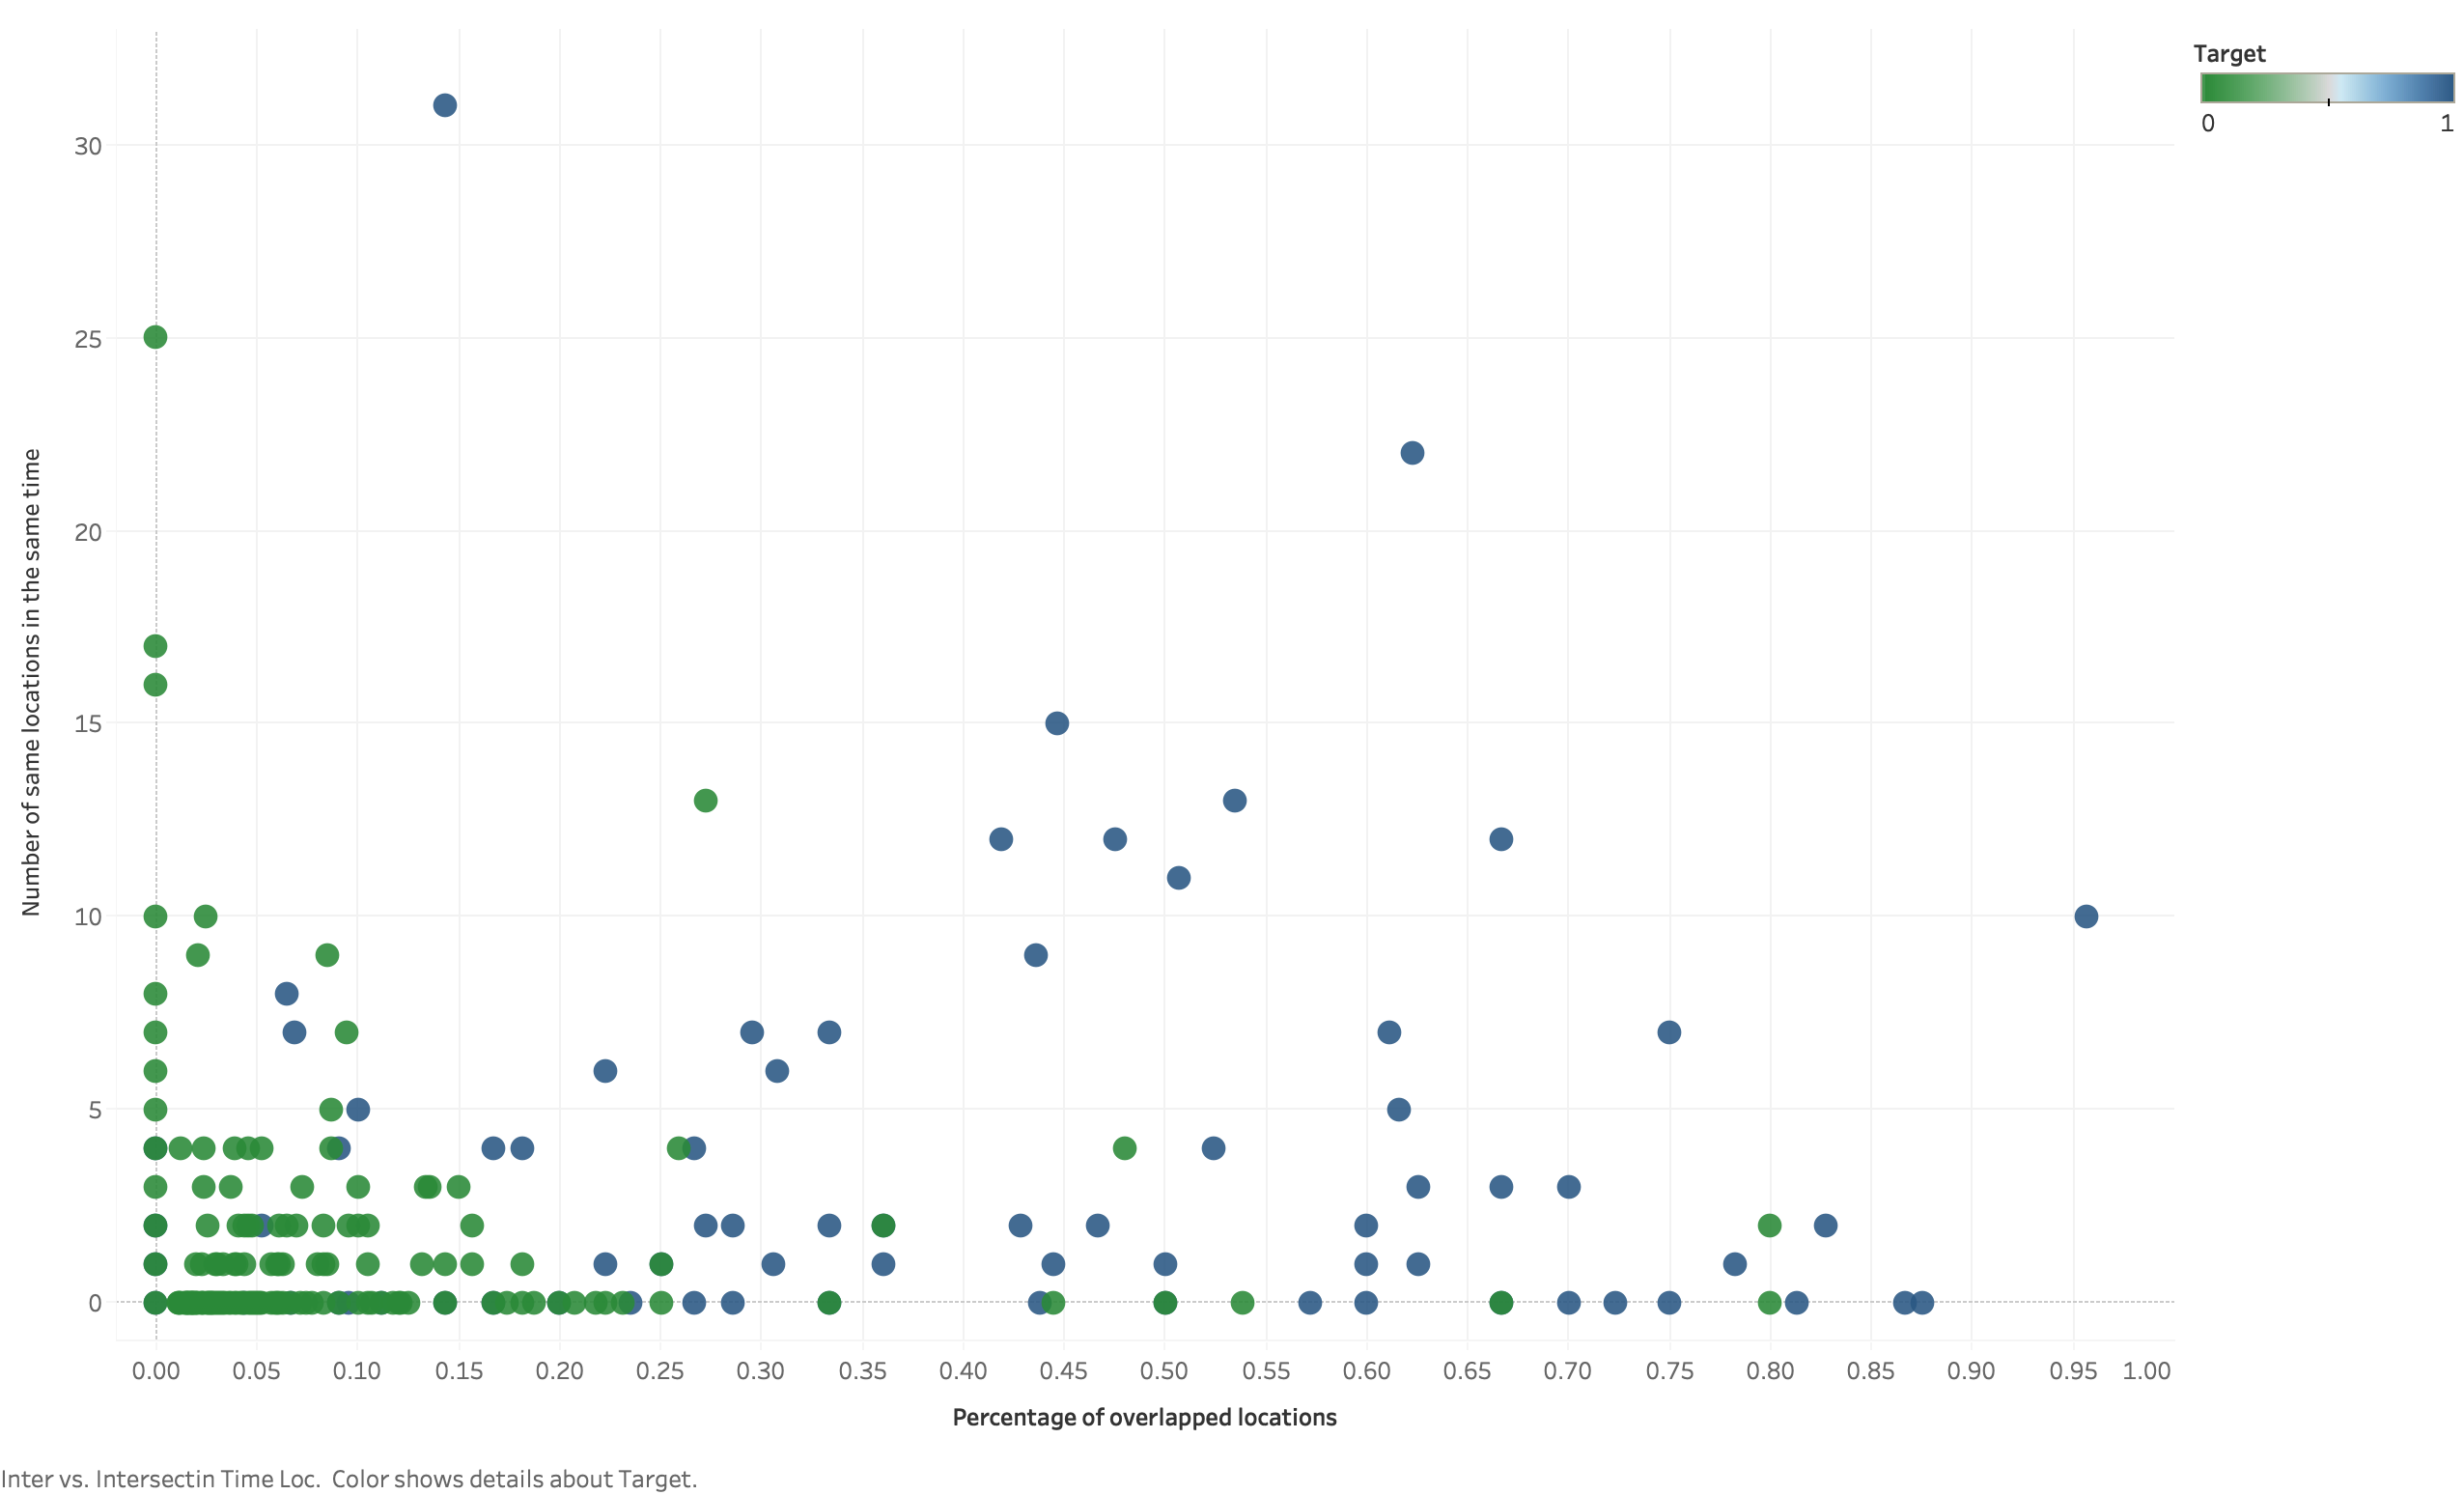 Target
0 1
30
25
20
15
10
5
0
Number of same locations in the same time
0.00 0.05 0.10 0.15 0.20 0.25 0.30 0.35 0.40 0.45 0.50 0.55 0.60 0.65 0.70 0.75 0.80 0.85 0.90 0.95 1.00
Percentage of overlapped locations
Inter vs. Intersectin Time Loc. Color shows details about Target.